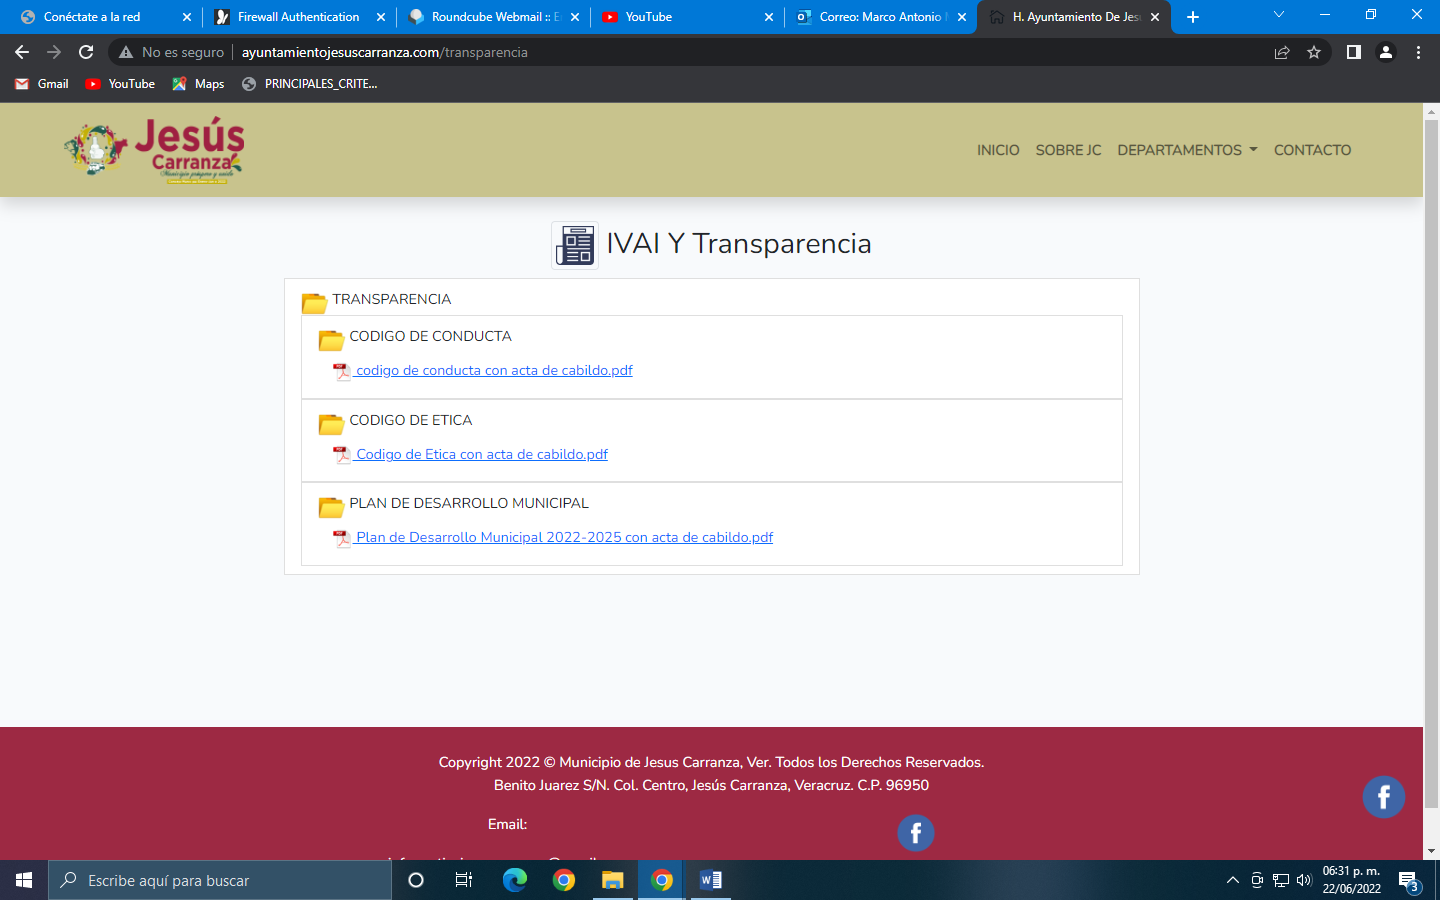 Conéctate a la red
Firewall Authentication
Roundcube Webmail :: E
YouTube
Correo: Marco Antonio
H. Ayuntamiento De Jes
No es seguro
ayuntamientojesuscarranza.com/transparencia
Gmail
YouTube
Maps
PRINCIPALES_CRITE...
Jesús
Carranza
INICIO
SOBRE JC
DEPARTAMENTOS
CONTACTO
IVAI Y Transparencia
TRANSPARENCIA
CODIGO DE CONDUCTA
codigo de conducta con acta de cabildo.pdf
CODIGO DE ETICA
Codigo de Etica con acta de cabildo.pdf
PLAN DE DESARROLLO MUNICIPAL
Plan de Desarrollo Municipal 2022-2025 con acta de cabildo.pdf
Copyright 2022 © Municipio de Jesus Carranza, Ver. Todos los Derechos Reservados.
Benito Juarez S/N. Col. Centro, Jesús Carranza, Veracruz. C.P. 96950
Email:
Escribe aquí para buscar
06:31 p. m.
22/06/2022
3